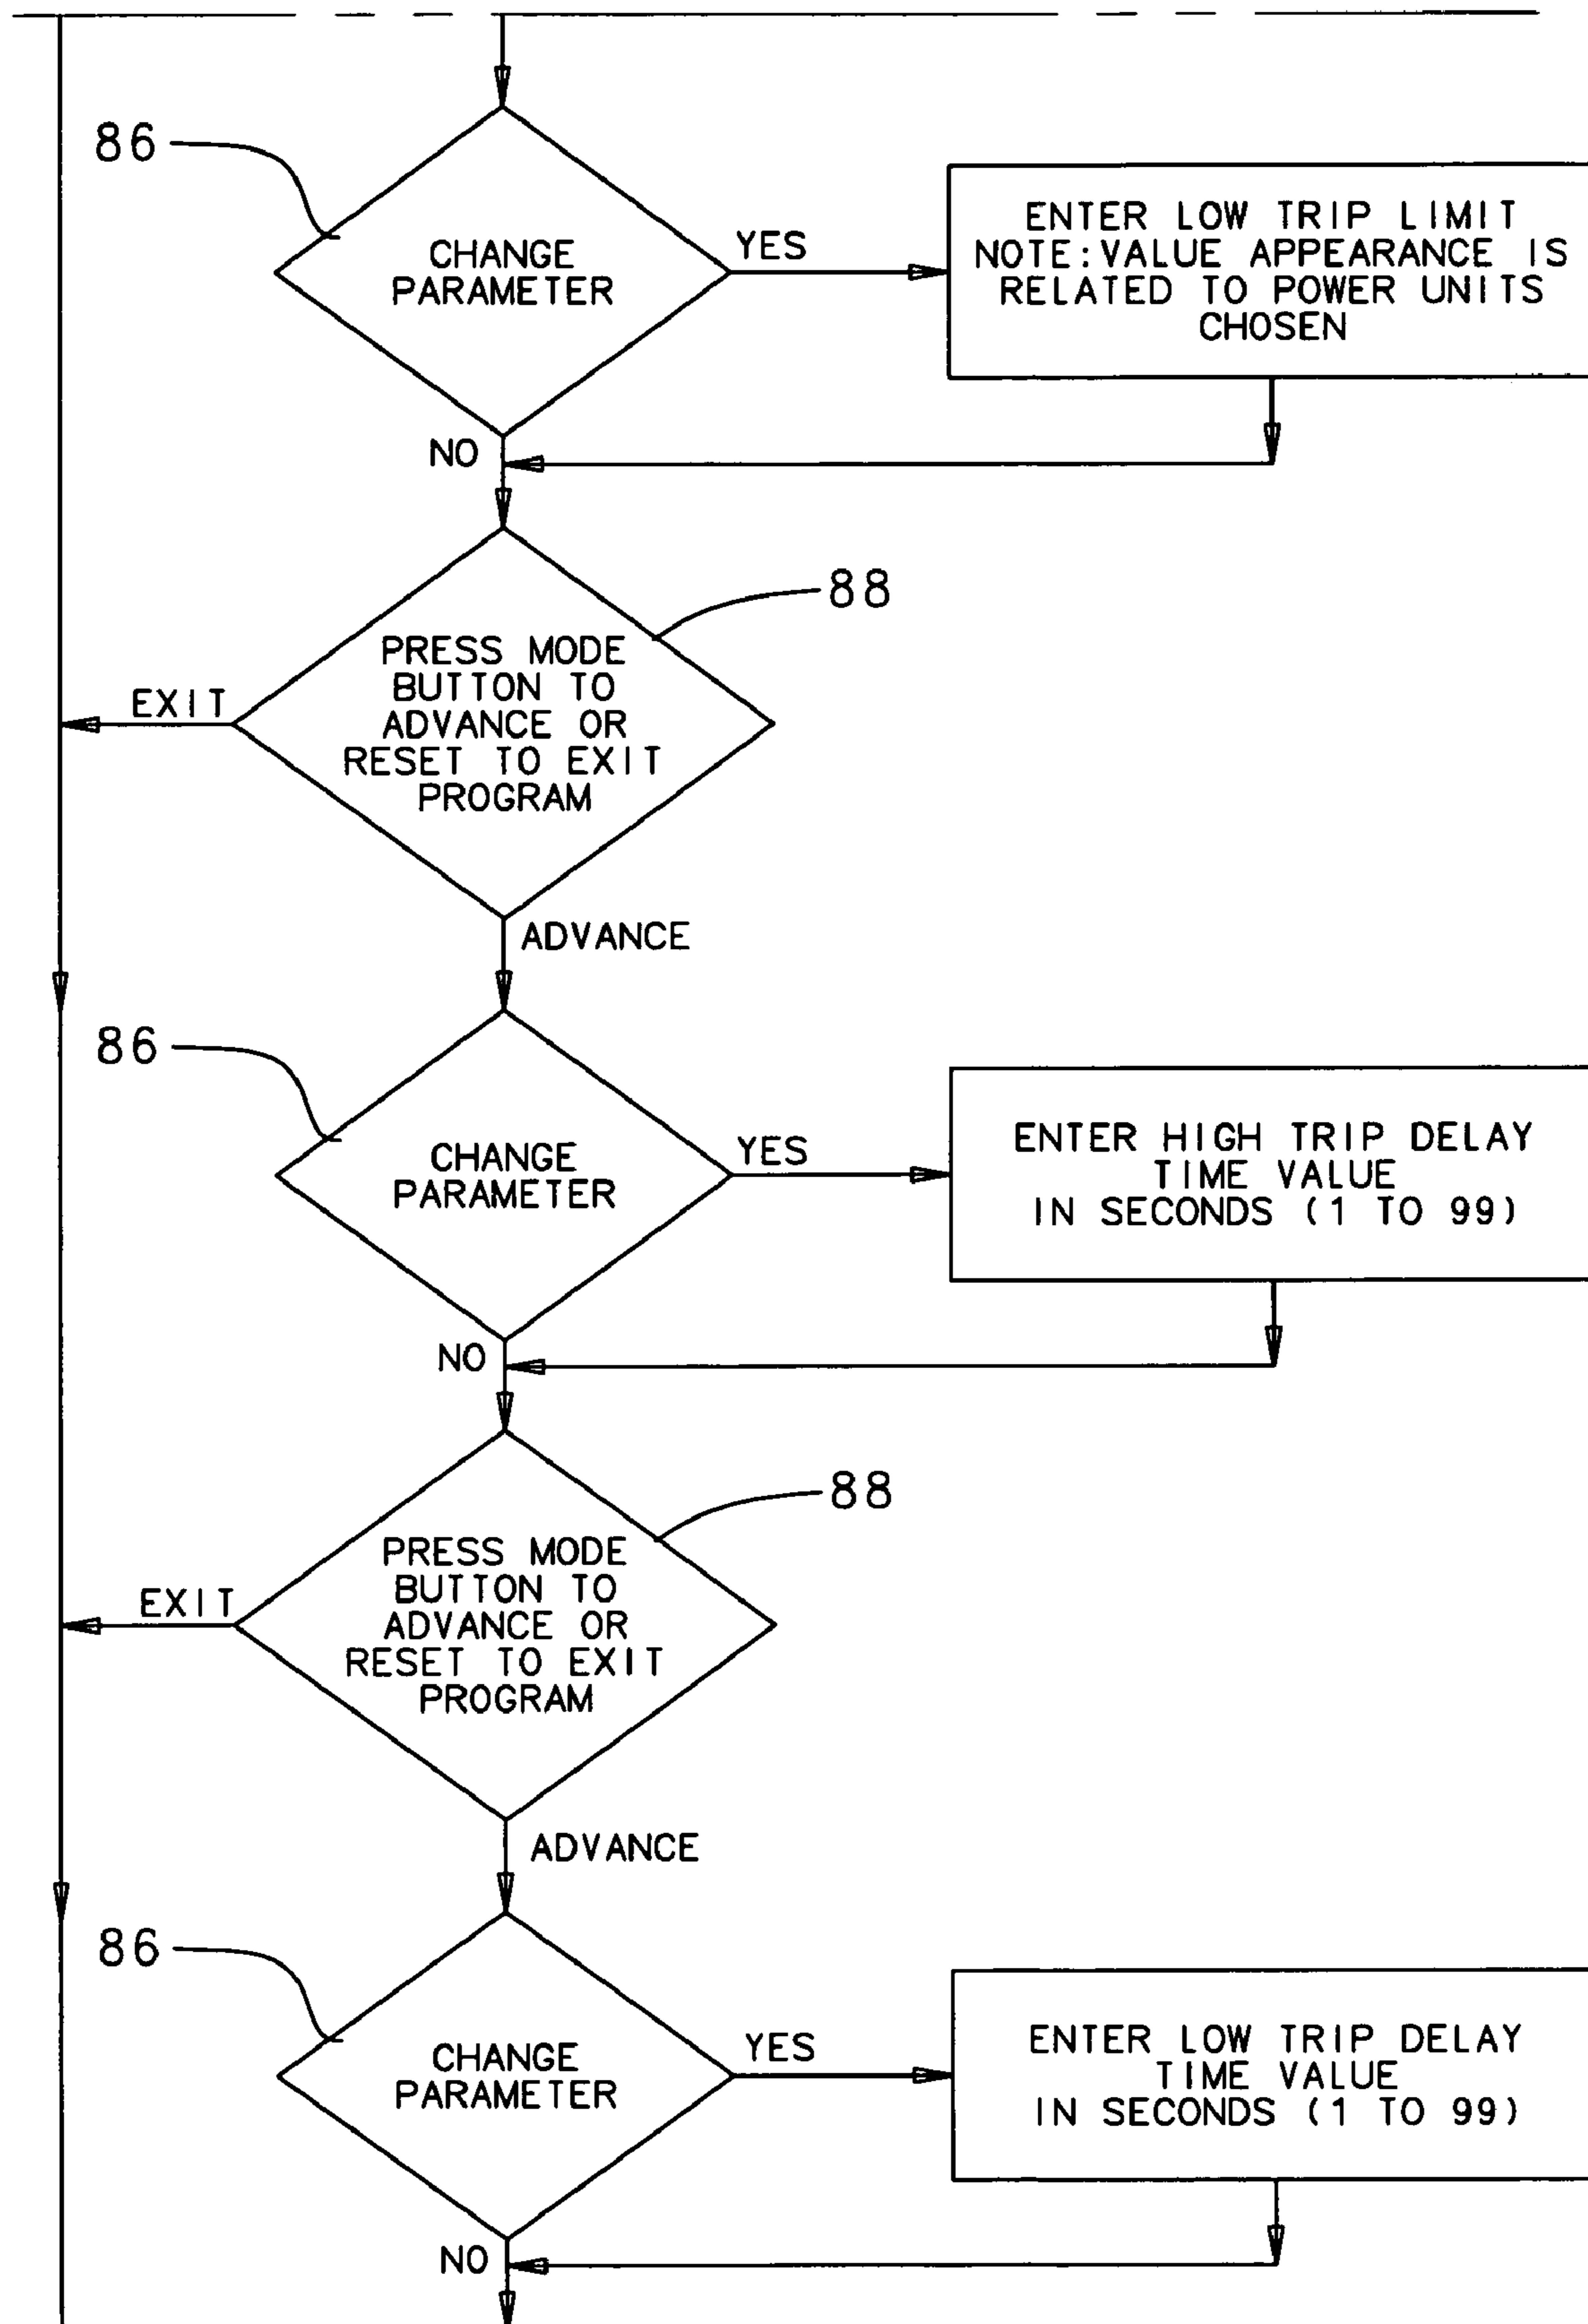 86
CHANGE
PARAMETER
YES
ENTER LOW TRIP LIMIT
NOTE:VALUE APPEARANCE IS
RELATED TO POWER UNITS
CHOSEN
NO
88
PRESS MODE
BUTTON TO
ADVANCE OR
RESET TO EXIT
PROGRAM
EXIT
ADVANCE
86
CHANGE
PARAMETER
YES
ENTER HIGH TRIP DELAY
TIME VALUE
IN SECONDS (1 TO 99)
NO
88
PRESS MODE
BUTTON TO
ADVANCE OR
RESET TO EXIT
PROGRAM
EXIT
ADVANCE
86
CHANGE
PARAMETER
YES
ENTER LOW TRIP DELAY
TIME VALUE
IN SECONDS (1 TO 99)
NO